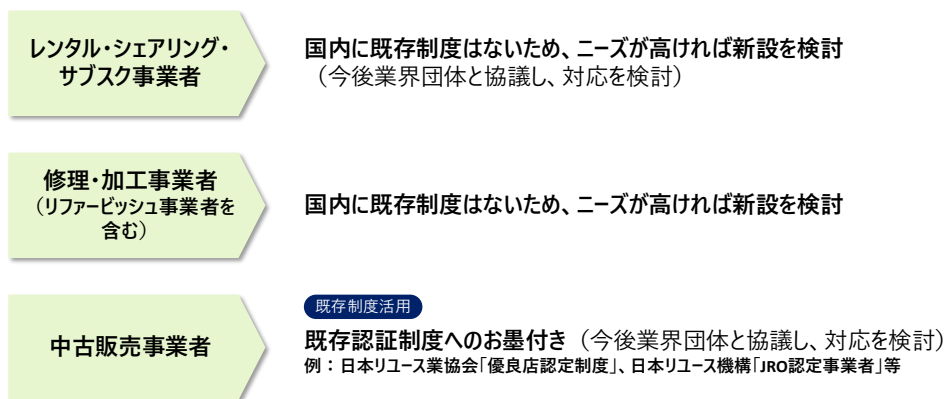 レンタル・シェアリング・
サブスク事業者
国内に既存制度はないため、ニーズが高ければ新設を検討
（今後業界団体と協議し、対応を検討）
修理・加工事業者
（リファービッシュ事業者を
含む）
国内に既存制度はないため、ニーズが高ければ新設を検討
中古販売事業者
既存制度活用
既存認証制度へのお墨付き（今後業界団体と協議し、対応を検討）
例：日本リユース業協会「優良店認定制度」、日本リユース機構「JRO認定事業者」等